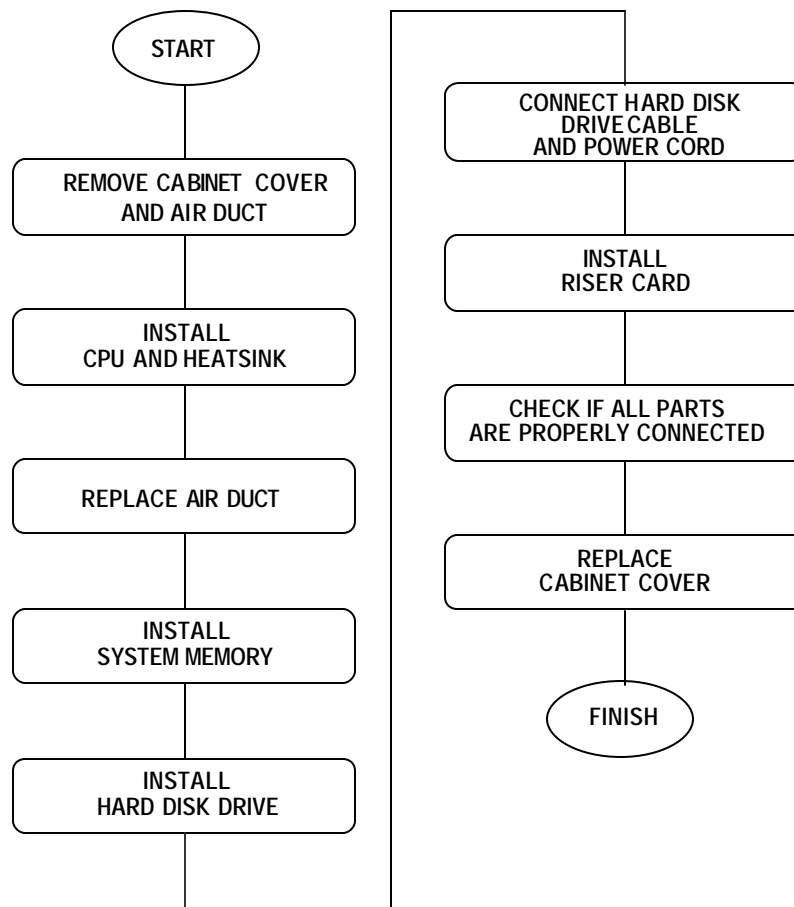 START
REMOVE CABINET COVER
AND AIR DUCT
INSTALL
CPU AND HEATSINK
REPLACE AIR DUCT
INSTALL
SYSTEM MEMORY
INSTALL
HARD DISK DRIVE
CONNECT HARD DISK
DRIVE CABLE
AND POWER CORD
INSTALL
RISER CARD
CHECK IF ALL PARTS
ARE PROPERLY CONNECTED
REPLACE
CABINET COVER
FINISH